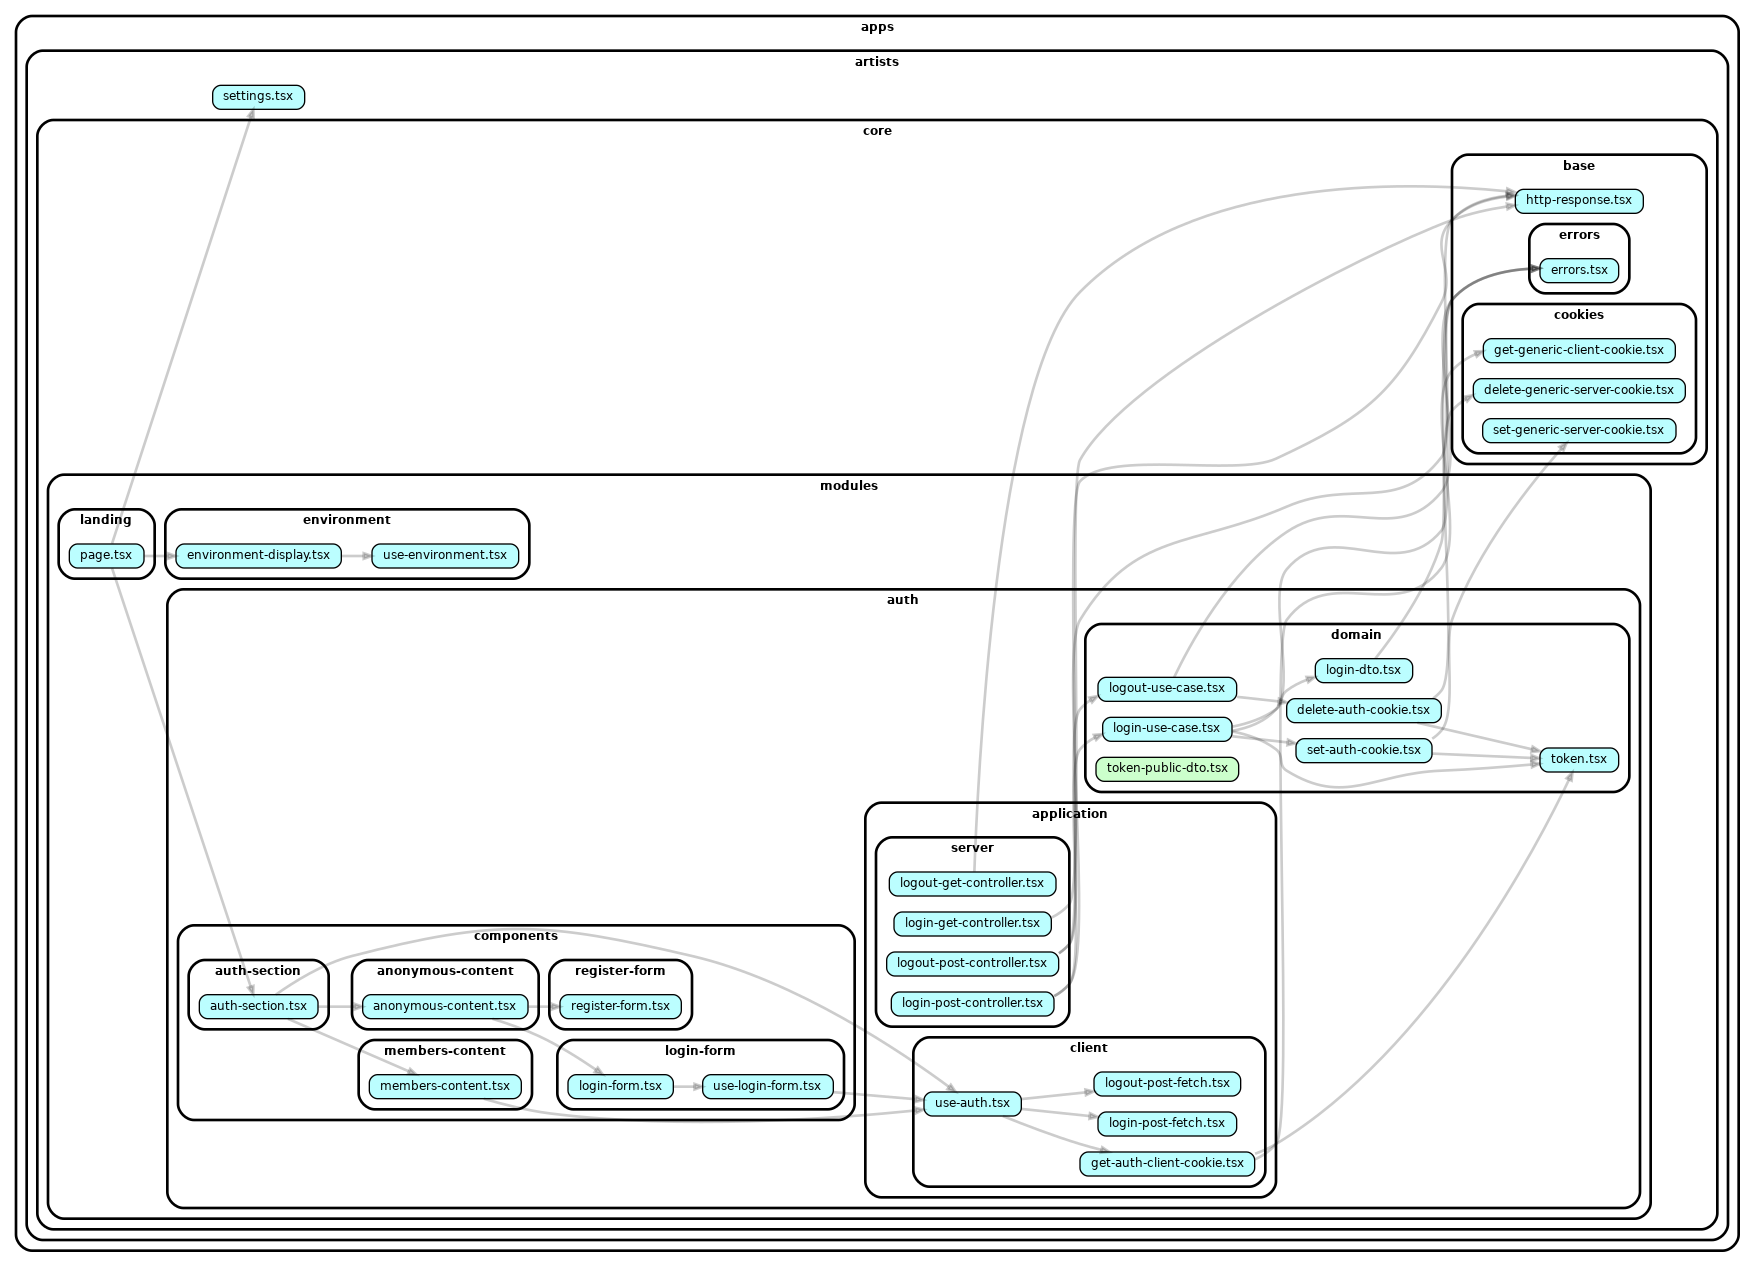 apps
artists
settings.tsx
core
base
http-response.tsx
errors
errors.tsx
cookies
get-generic-client-cookie.tsx
delete-generic-server-cookie.tsx
set-generic-server-cookie.tsx
modules
landing
page.tsx
environment
environment-display.tsx
use-environment.tsx
auth
domain
login-dto.tsx
logout-use-case.tsx
delete-auth-cookie.tsx
login-use-case.tsx
set-auth-cookie.tsx
token.tsx
token-public-dto.tsx
application
server
logout-get-controller.tsx
login-get-controller.tsx
logout-post-controller.tsx
login-post-controller.tsx
components
auth-section
auth-section.tsx
anonymous-content
anonymous-content.tsx
register-form
register-form.tsx
members-content
members-content.tsx
login-form
login-form.tsx
use-login-form.tsx
client
use-auth.tsx
logout-post-fetch.tsx
login-post-fetch.tsx
get-auth-client-cookie.tsx